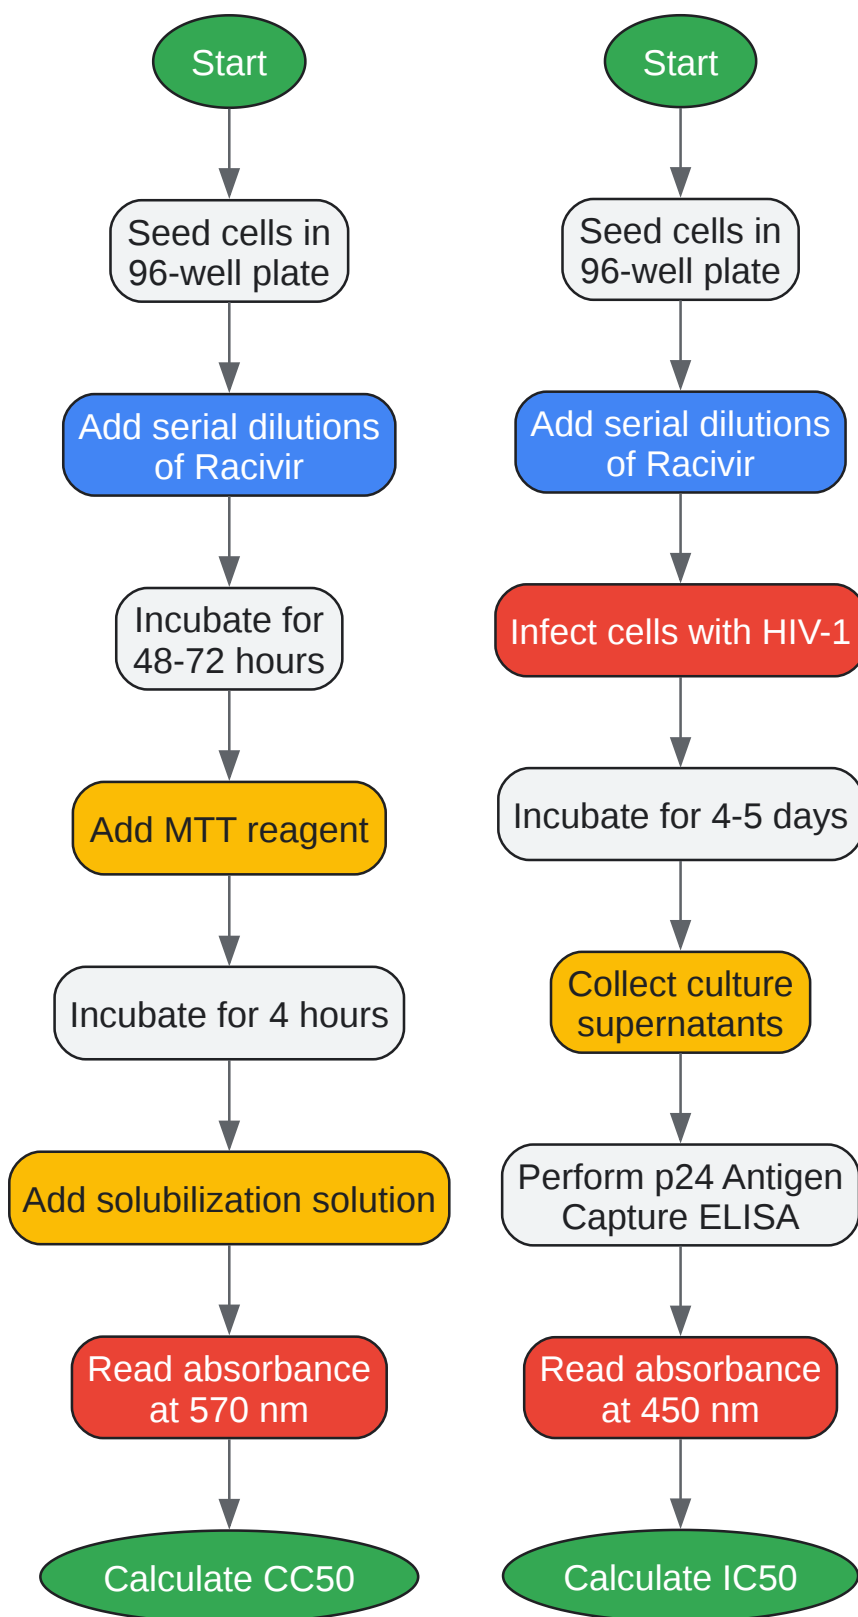 Start
Seed cells in
96-well plate
Add serial dilutions
of Racivir
Incubate for
48-72 hours
Add MTT reagent
Incubate for 4 hours
Add solubilization solution
Read absorbance
at 570 nm
Calculate CC50
Start
Seed cells in
96-well plate
Add serial dilutions
of Racivir
Infect cells with HIV-1
Incubate for 4-5 days
Collect culture
supernatants
Perform p24 Antigen
Capture ELISA
Read absorbance
at 450 nm
Calculate IC50